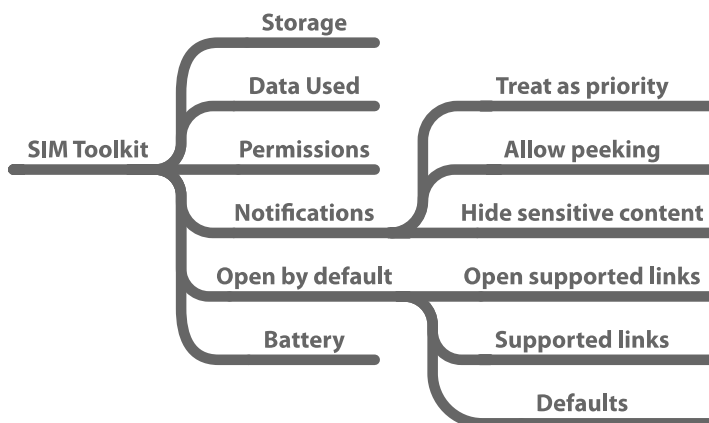 Storage
Data Used
Treat as priority
SIM Toolkit
Permissions
Allow peeking
Notifications
Hide sensitive content
Open by default
Open supported links
Battery
Supported links
Defaults